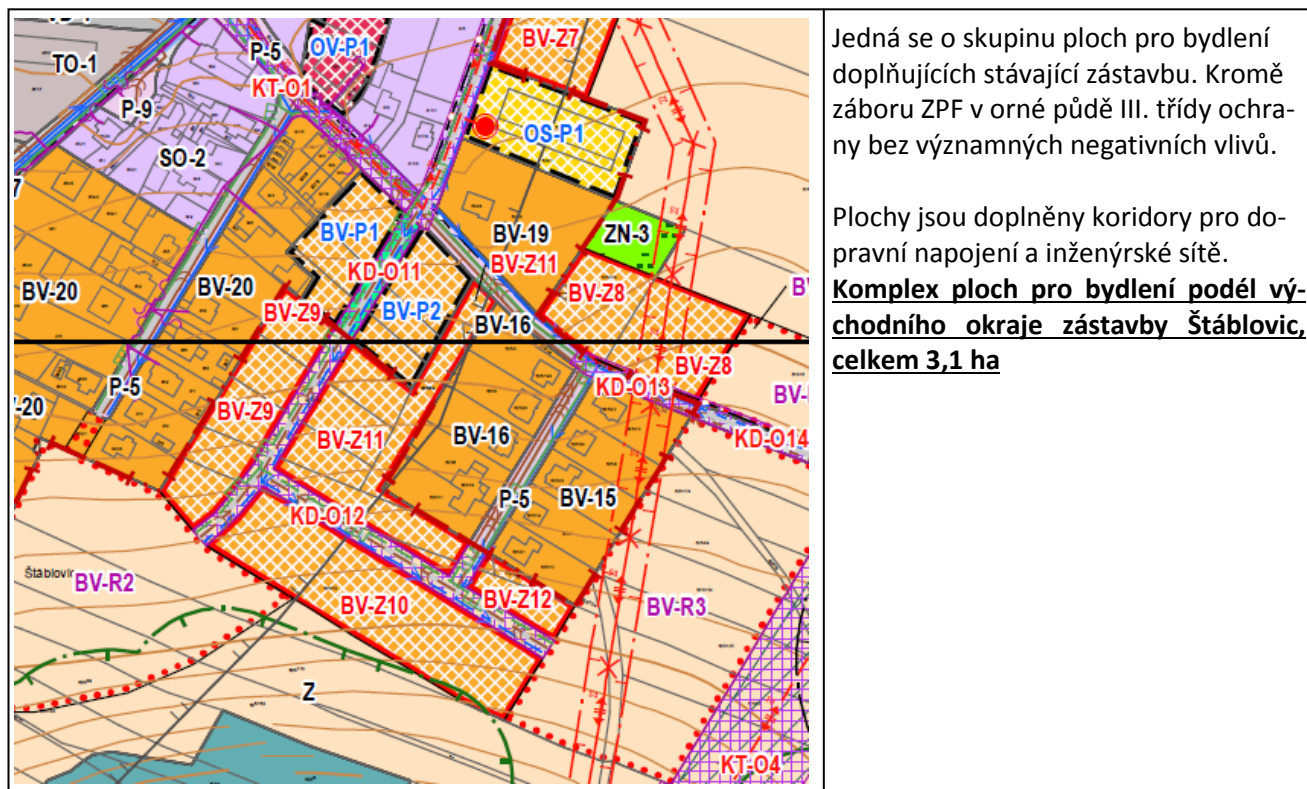 TO-1
P-5
OV-P1
BV-Z7
KT-O1
P-9
OS-P1
SO-2
BV-P1
BV-19
ZN-3
BV-Z11
KD-O11
BV-20
BV-20
BV-Z9
BV-P2
BV-16
BV-Z8
BV-Z8
P-5
KD-O13
BV-Z9
BV-Z11
BV-16
KD-O14
P-5
BV-15
KD-O12
Štáblovic
BV-R2
BV-Z10
BV-Z12
BV-R3
Z
KT-O4
Jedná se o skupinu ploch pro bydlení
doplňujících stávající zástavbu. Kromě
záboru ZPF v orné půdě III. třídy ochra-
ny bez významných negativních vlivů.
Plochy jsou doplněny koridory pro do-
pravní napojení a inženýrské sítě.
Komplex ploch pro bydlení podél vý-
chodního okraje zástavby Štáblovic,
celkem 3,1 ha